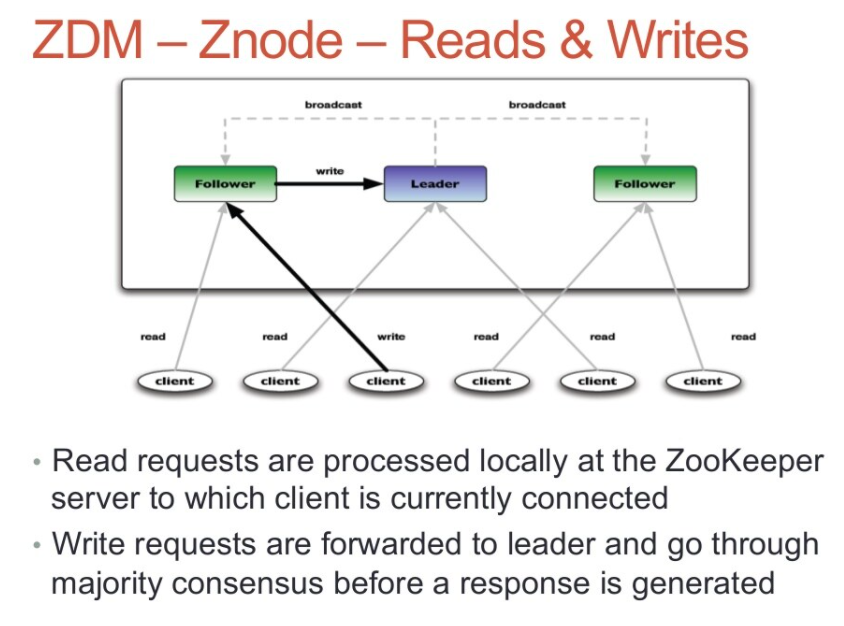 ZDM – Znode – Reads & Writes
broadcast broadcast
write
Follower Leader Follower
read read write read read read
client client client client client client
• Read requests are processed locally at the ZooKeeper
server to which client is currently connected
• Write requests are forwarded to leader and go through
majority consensus before a response is generated